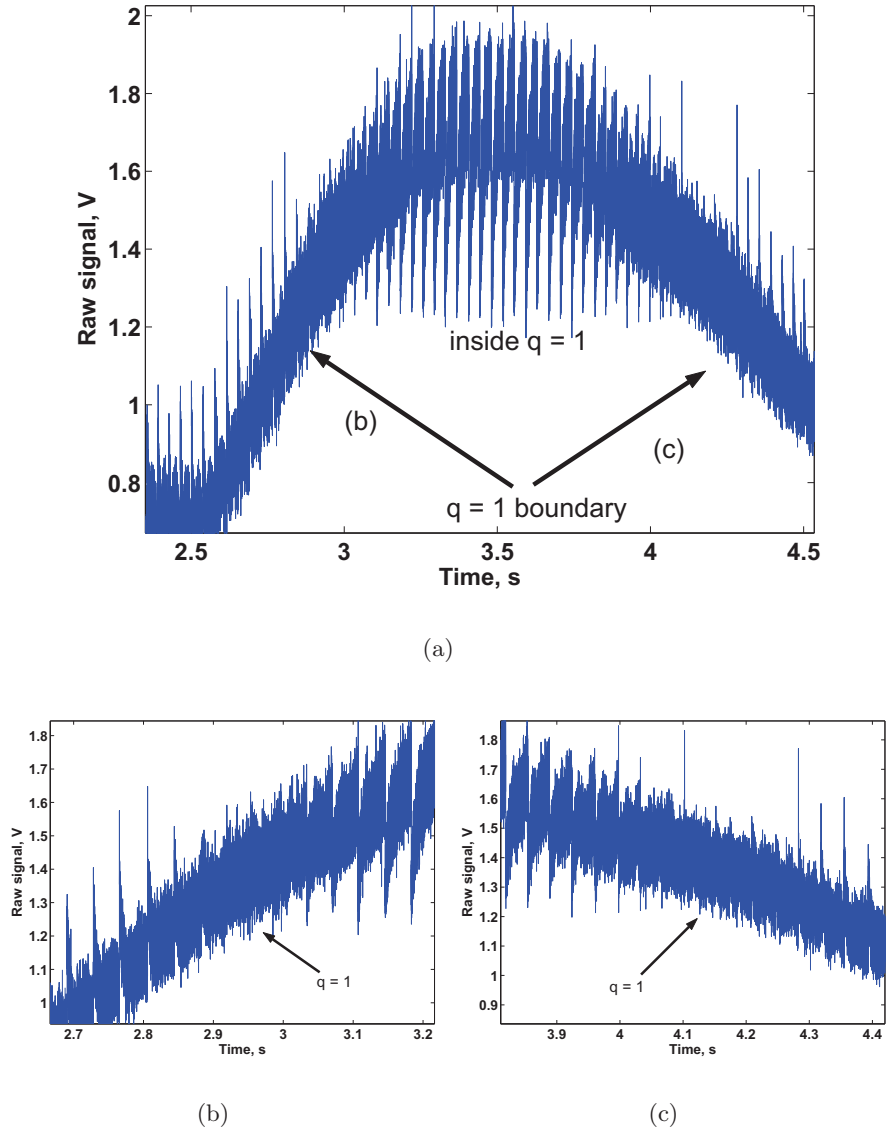 2
1.8
1.6
1.4
1.2
1
0.8
Raw signal, V
inside q = 1
(b)
(c)
q = 1 boundary
2.5 3 3.5 4 4.5
Time, s
(a)
1.8
1.7
1.6
1.5
1.4
1.3
1.2
1.1
1
Raw signal, V
q = 1
2.7 2.8 2.9 3 3.1 3.2
Time, s
(b)
1.8
1.7
1.6
1.5
1.4
1.3
1.2
1.1
1
0.9
Raw signal, V
q = 1
3.9 4 4.1 4.2 4.3 4.4
Time, s
(c)